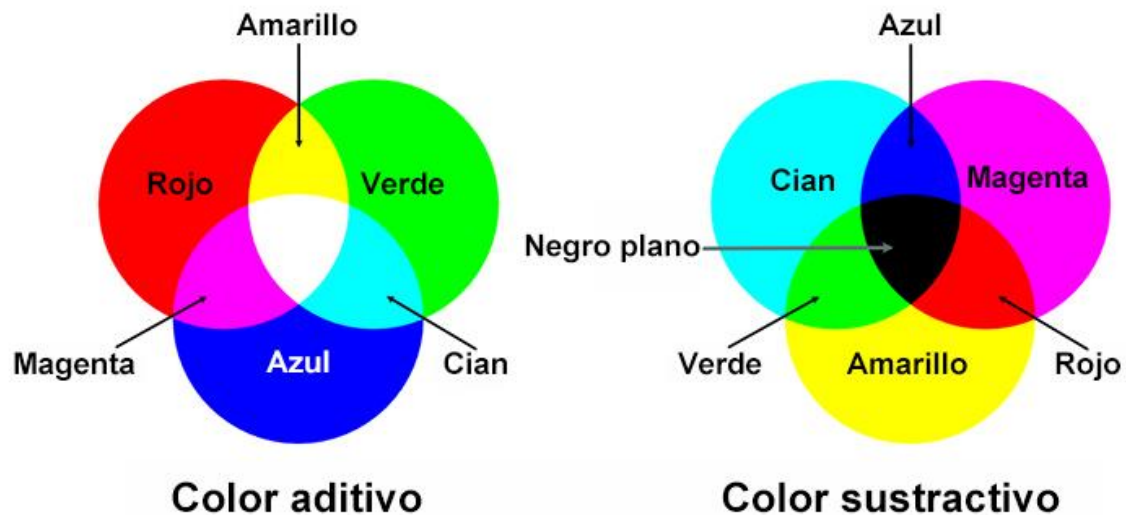 Amarillo
Rojo
Verde
Magenta
Azul
Cian
Color aditivo
Azul
Cian
Magenta
Negro plano
Verde
Amarillo
Rojo
Color sustractivo